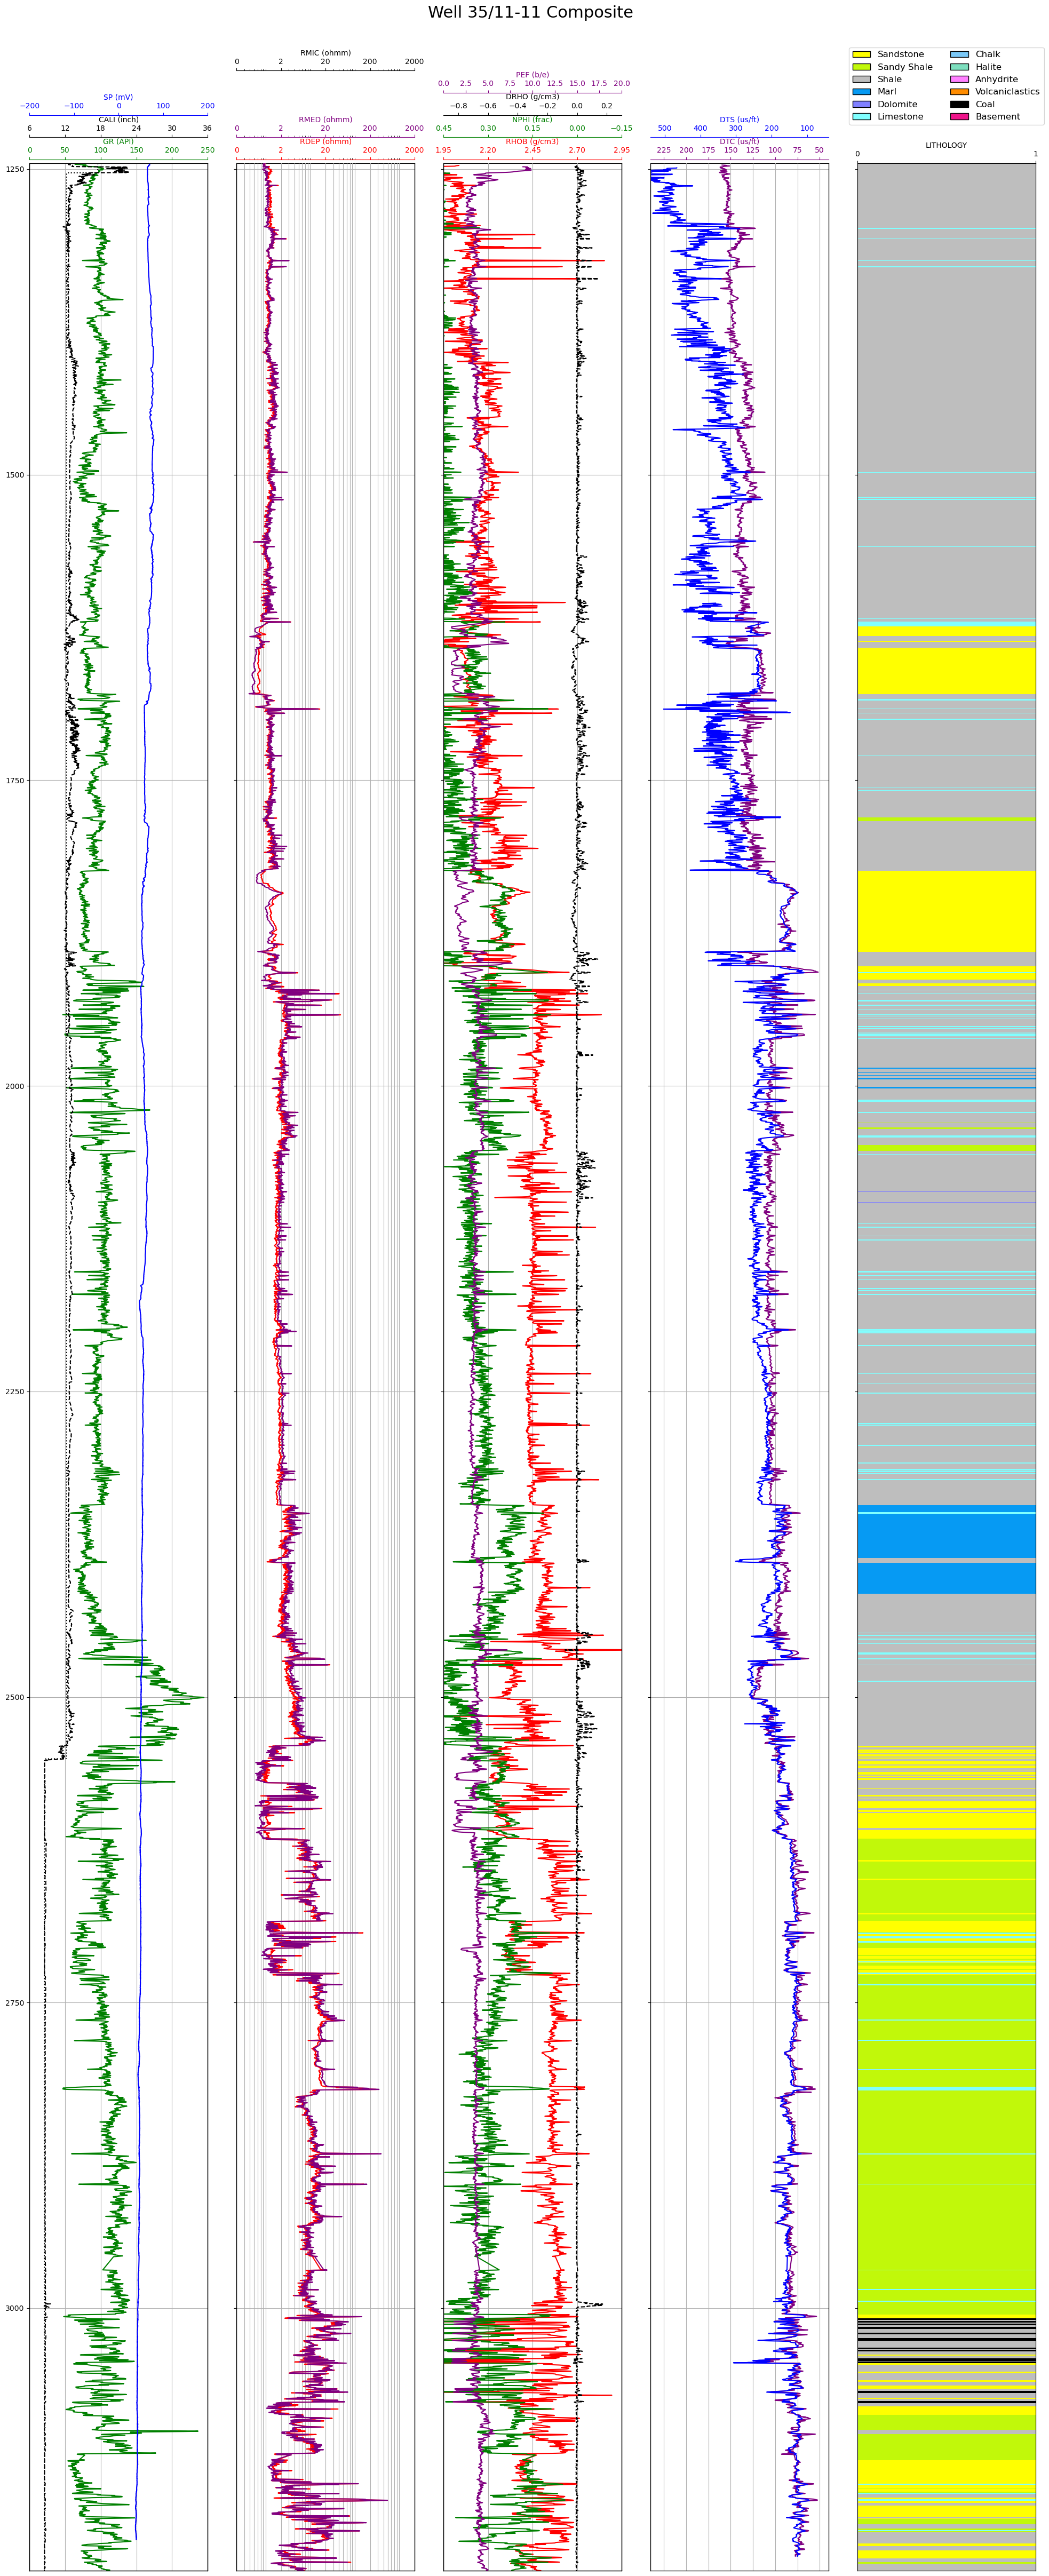 Well 35/11-11 Composite
RMIC (ohmm)
0 2 20 200 2000
Sandstone Chalk
Sandy Shale Halite
Shale Anhydrite
Marl Volcaniclastics
Dolomite Coal
Limestone Basement
PEF (b/e)
0.0 2.5 5.0 7.5 10.0 12.5 15.0 17.5 20.0
SP (mV)
−200 −100 0 100 200
DRHO (g/cm3)
−0.8 −0.6 −0.4 −0.2 0.0 0.2
CALI (inch)
6 12 18 24 30 36
RMED (ohmm)
0 2 20 200 2000
NPHI (frac)
0.45 0.30 0.15 0.00 −0.15
DTS (us/ft)
500 400 300 200 100
GR (API)
0 50 100 150 200 250
RDEP (ohmm)
0 2 20 200 2000
RHOB (g/cm3)
1.95 2.20 2.45 2.70 2.95
DTC (us/ft)
225 200 175 150 125 100 75 50
LITHOLOGY
0 1
1250
1500
1750
2000
2250
2500
2750
3000